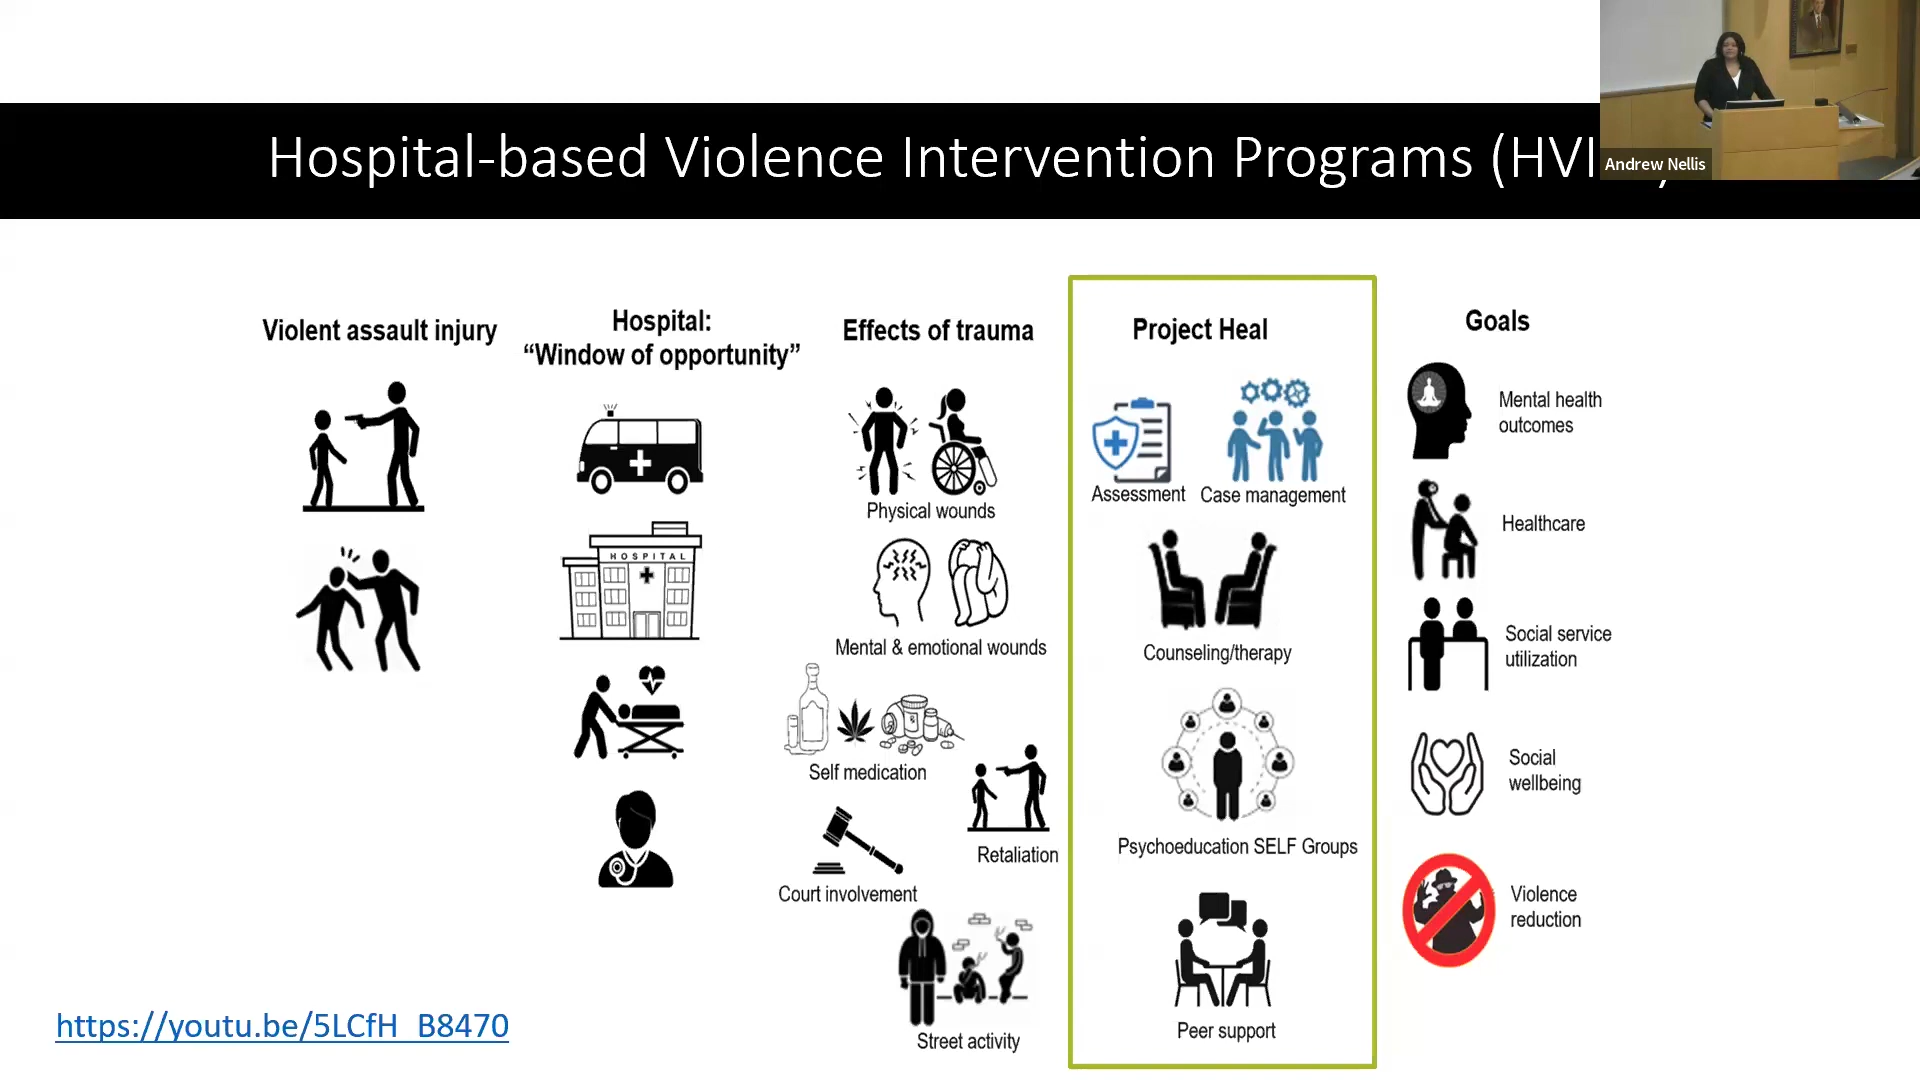 Hospital-based Violence Intervention Programs (HVI
Andrew Nellis
Violent assault injury
Hospital:
“Window of opportunity”
HOSPITAL
Effects of trauma
Physical wounds
Mental & emotional wounds
Self medication
Retaliation
Court involvement
Street activity
Project Heal
Assessment
Case management
Counseling/therapy
Psychoeducation SELF Groups
Peer support
Goals
Mental health
outcomes
Healthcare
Social service
utilization
Social
wellbeing
Violence
reduction
https://youtu.be/5LCfH_B8470